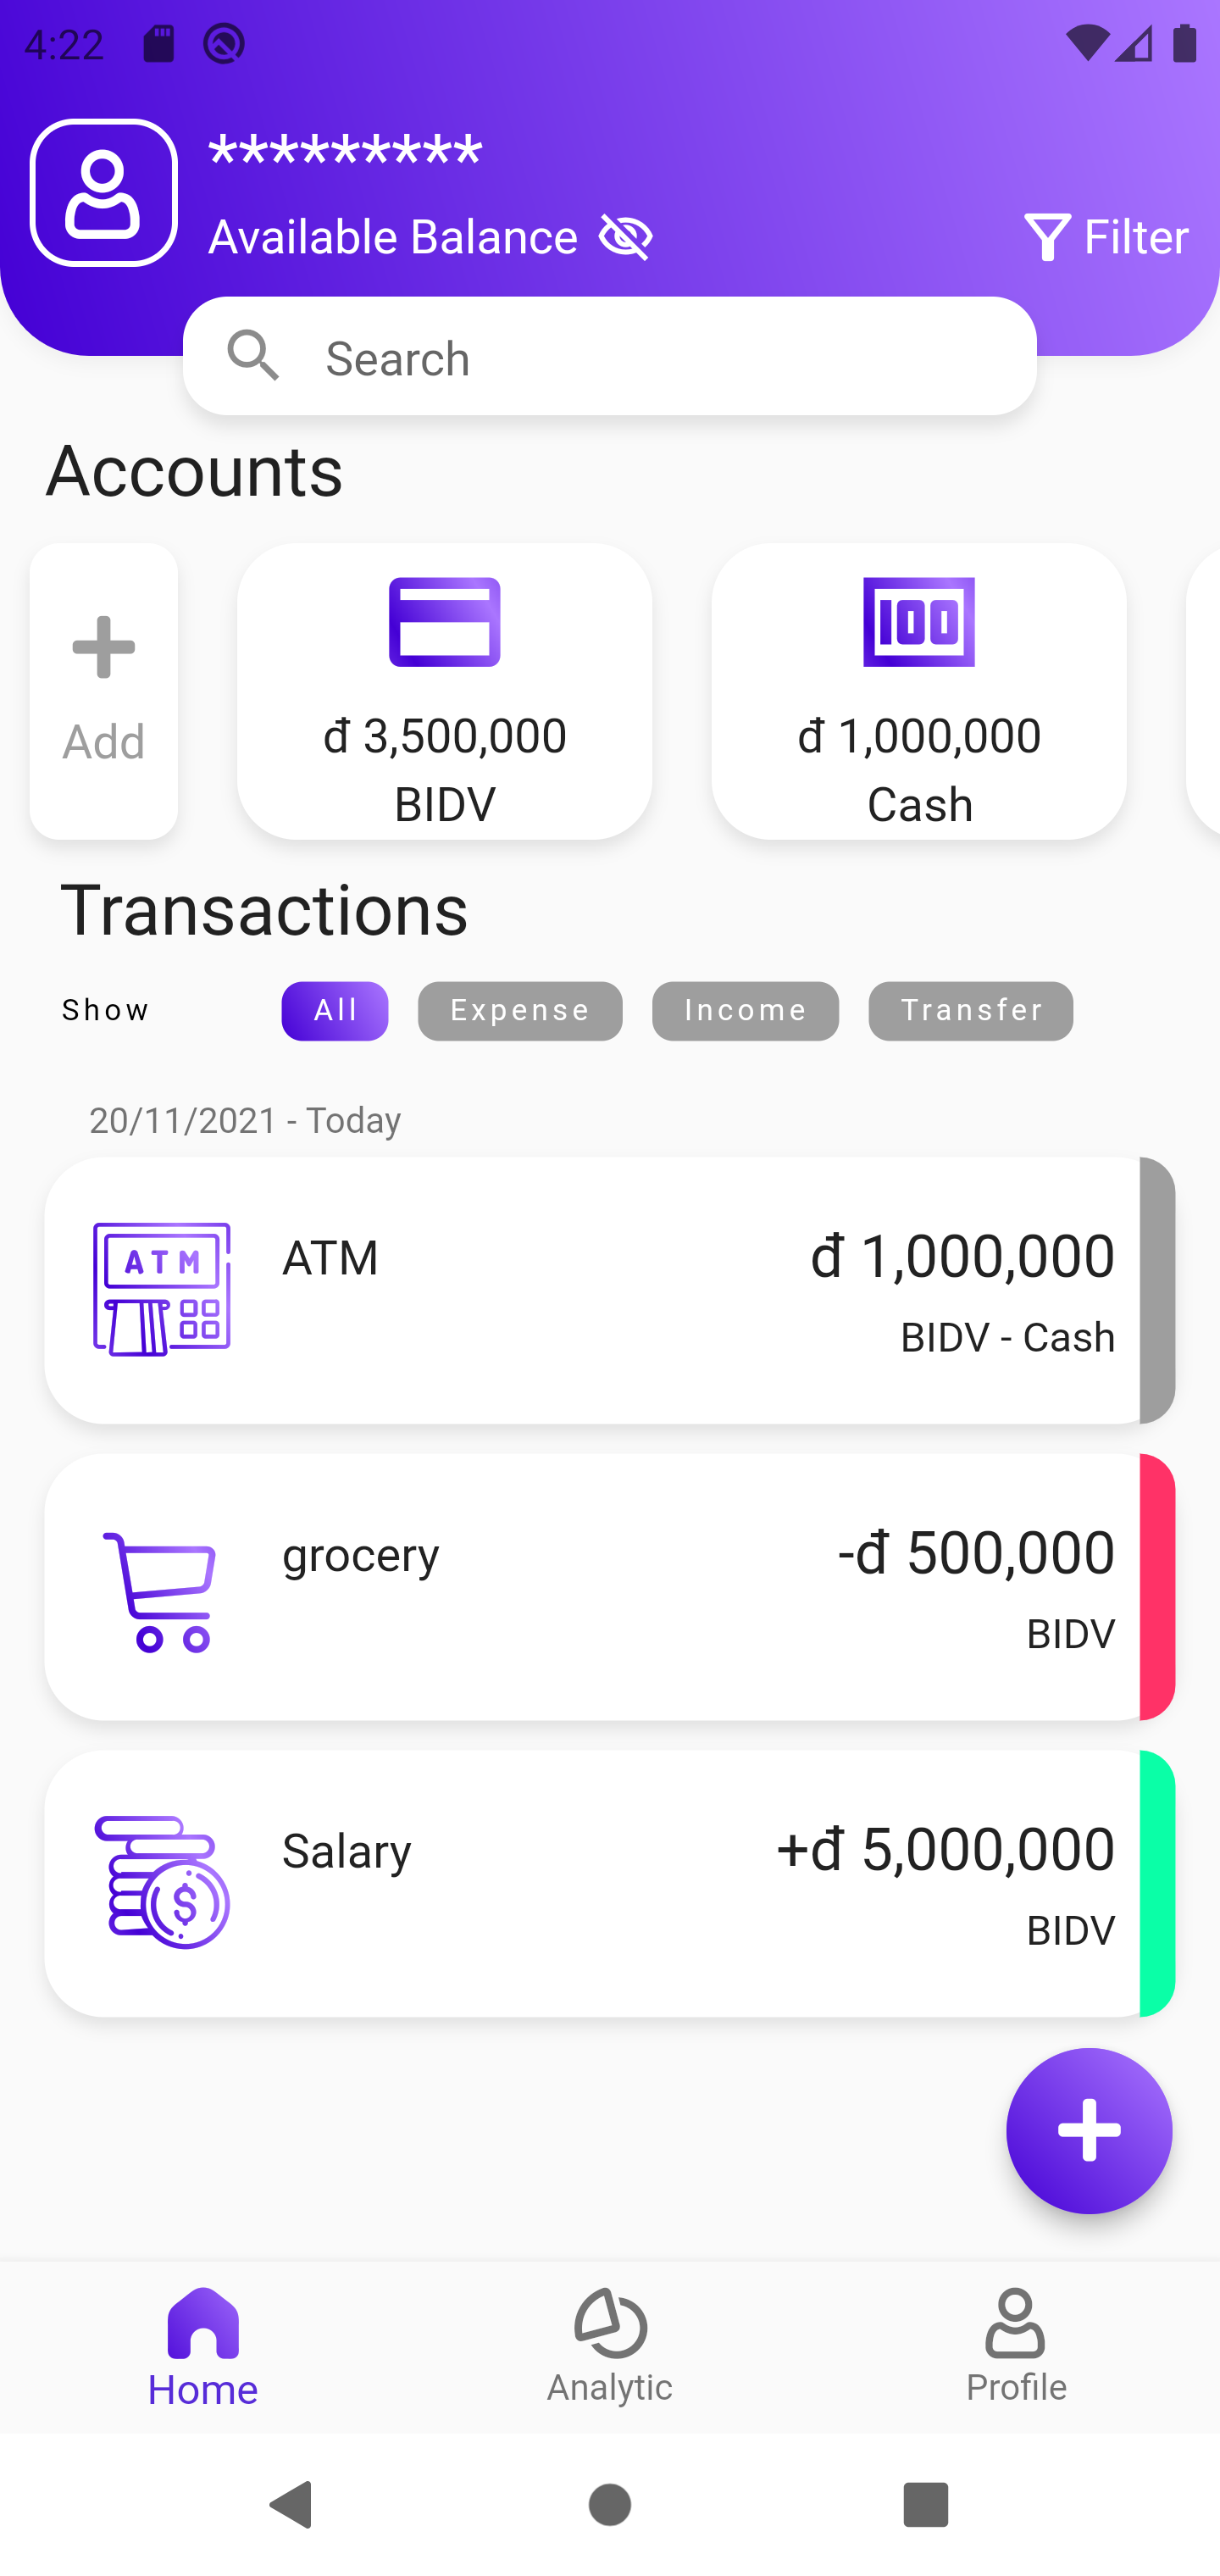 4:22
*********
Available Balance
Filter
Search
Accounts
Add
100
đ 3,500,000
đ 1,000,000
BIDV
Cash
Transactions
Show
All
Expense
Income
Transfer
20/11/2021 - Today
ATM
ATM
đ 1,000,000
BIDV - Cash
grocery
-đ 500,000
BIDV
$
Salary
+đ 5,000,000
BIDV
Home
Analytic
Profile